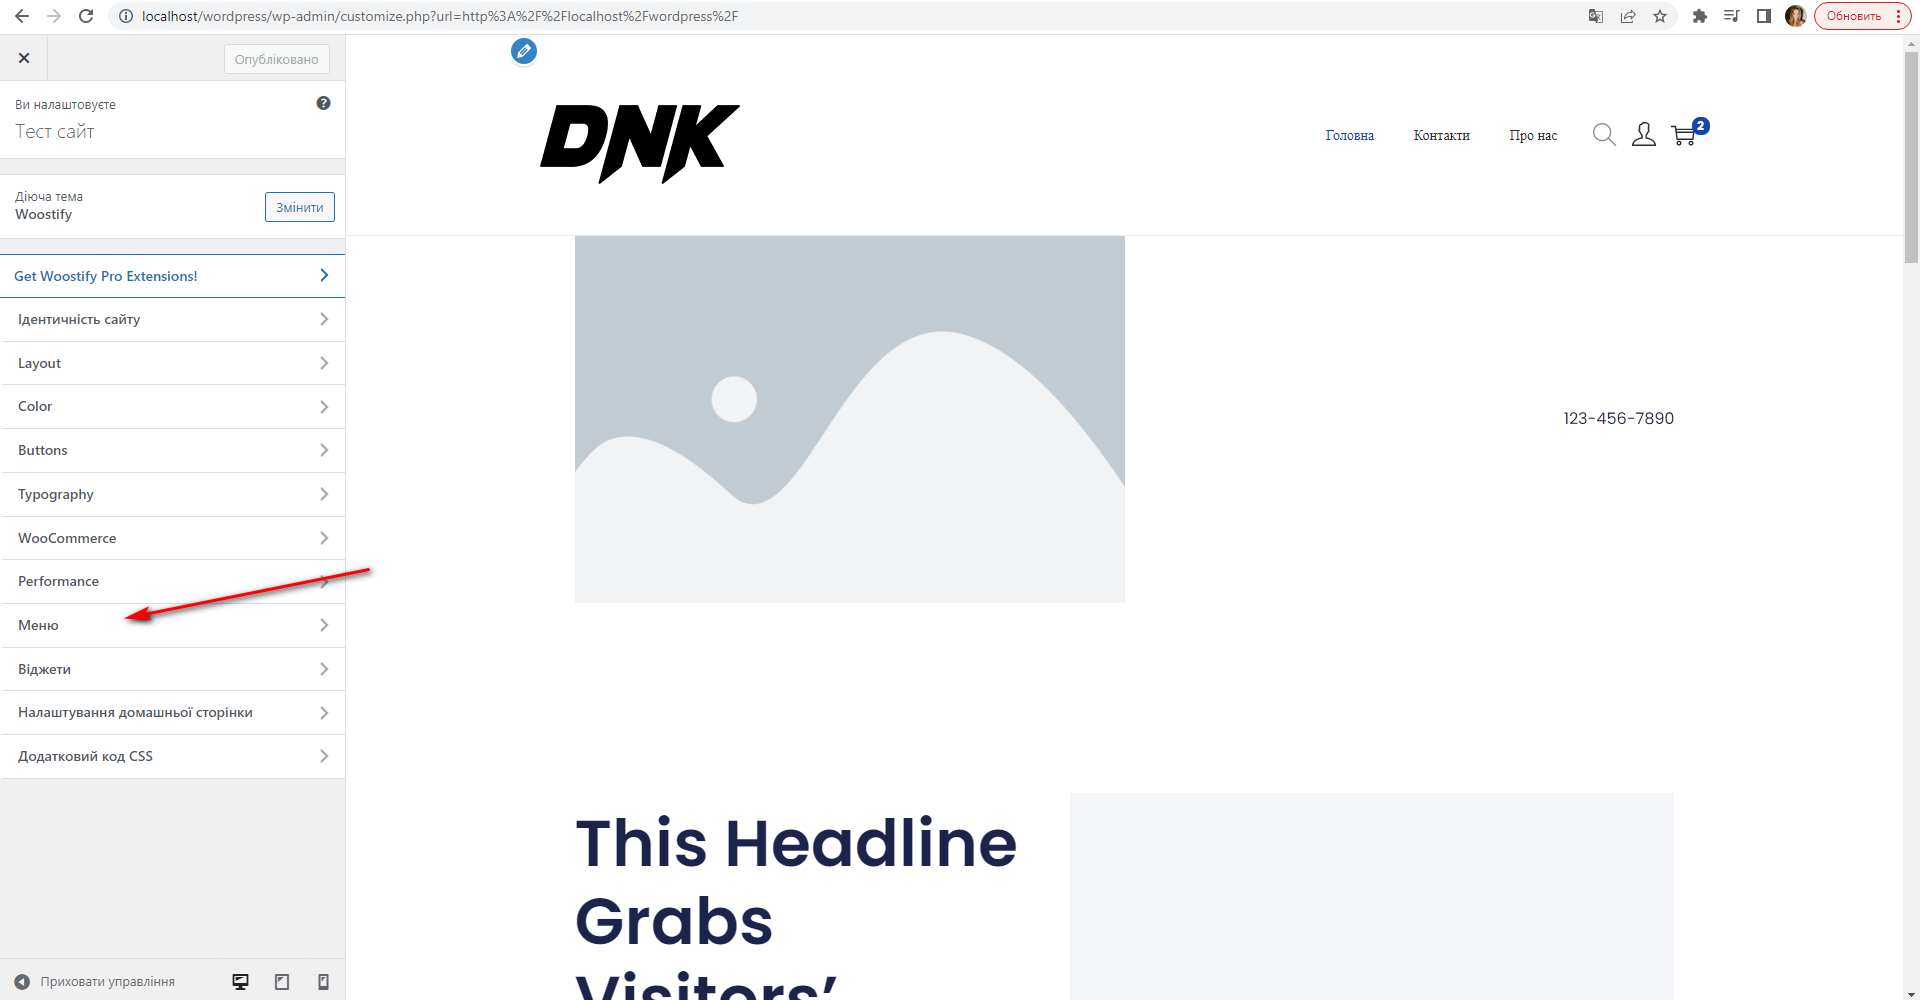 localhost/wordpress/wp-admin/customize.php?url=http%3A%2F%2Flocalhost%2Fwordpress%2F
Обновить
Опубліковано
Ви налаштовуєте
Тест сайт
Діюча тема
Woostify
Змінити
Get Woostify Pro Extensions!
Ідентичність сайту
Layout
Color
Buttons
Typography
WooCommerce
Performance
Меню
Віджети
Налаштування домашньої сторінки
Додатковий код CSS
Приховати управління
DNK
Головна
Контакти
Про нас
2
123-456-7890
This Headline
Grabs
Visitors’